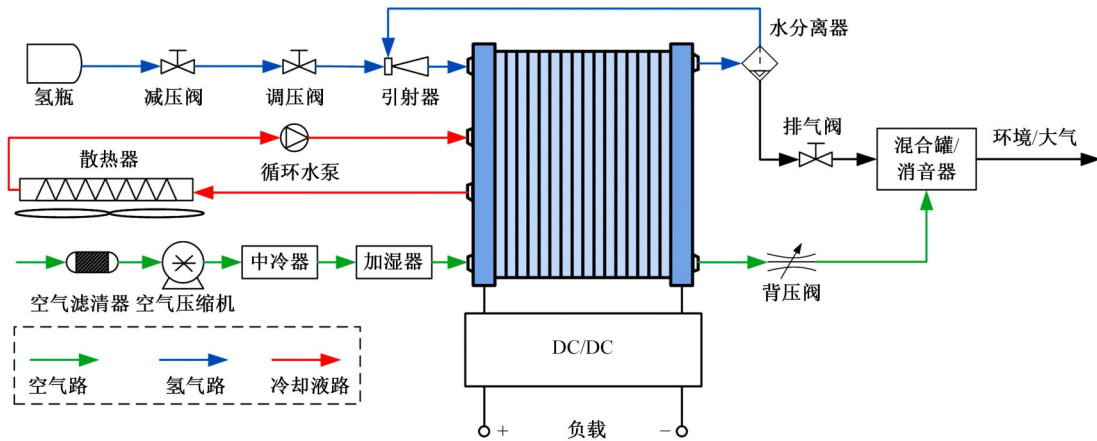 水分离器
氢瓶
减压阀
调压阀
引射器
排气阀
混合罐/
消音器
环境/大气
散热器
循环水泵
中冷器
加湿器
空气滤清器
空气压缩机
背压阀
DC/DC
空气路
氢气路
冷却液路
+
负载
−